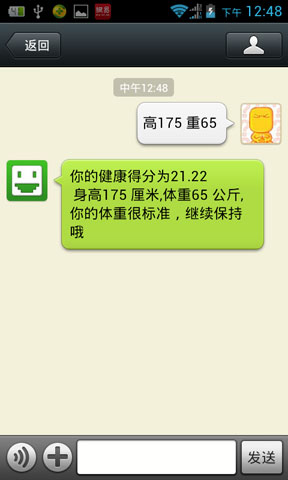 下午 12:48
返回
中午12:48
高175 重65
你的健康得分为21.22
身高175 厘米,体重65 公斤,
你的体重很标准，继续保持
哦
发送